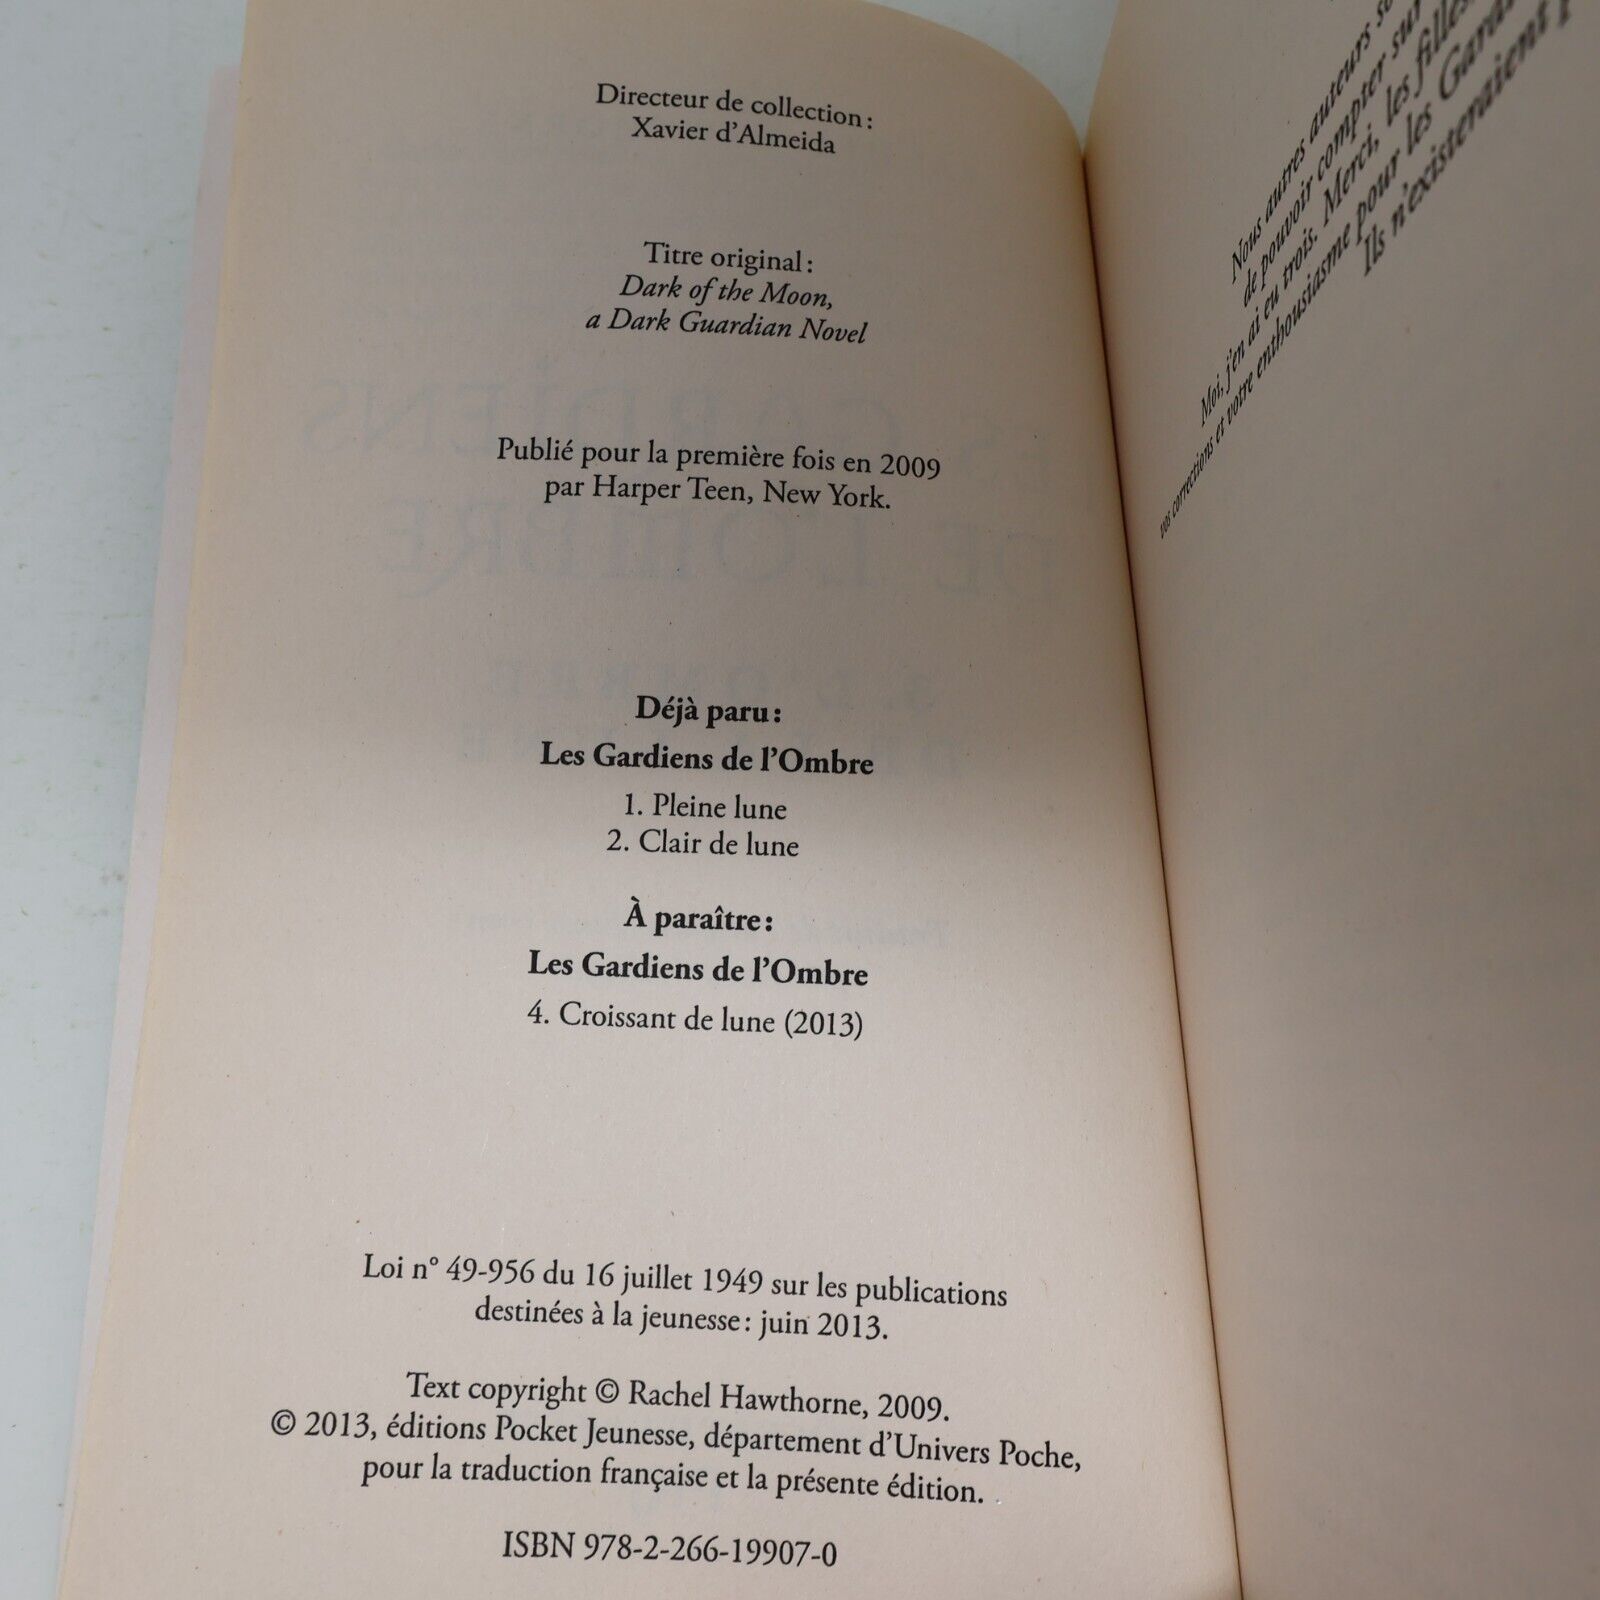 Directeur de collection :
Xavier d'Almeida
Titre original :
Dark of the Moon,
a Dark Guardian Novel
Publié pour la première fois en 2009
par Harper Teen, New York.
Déjà paru :
Les Gardiens de l'Ombre
1. Pleine lune
2. Clair de lune
À paraître :
Les Gardiens de l'Ombre
4. Croissant de lune (2013)
Loi n° 49-956 du 16 juillet 1949 sur les publications
destinées à la jeunesse : juin 2013.
Text copyright © Rachel Hawthorne, 2009.
© 2013, éditions Pocket Jeunesse, département d'Univers Poche,
pour la traduction française et la présente édition.
ISBN 978-2-266-19907-0
Nous autres auteurs
de pouvoir compter sur
Moi, j'en ai eu trois. Merci, les filles
vos corrections et votre enthousiasme pour les
Ils n'existeraient